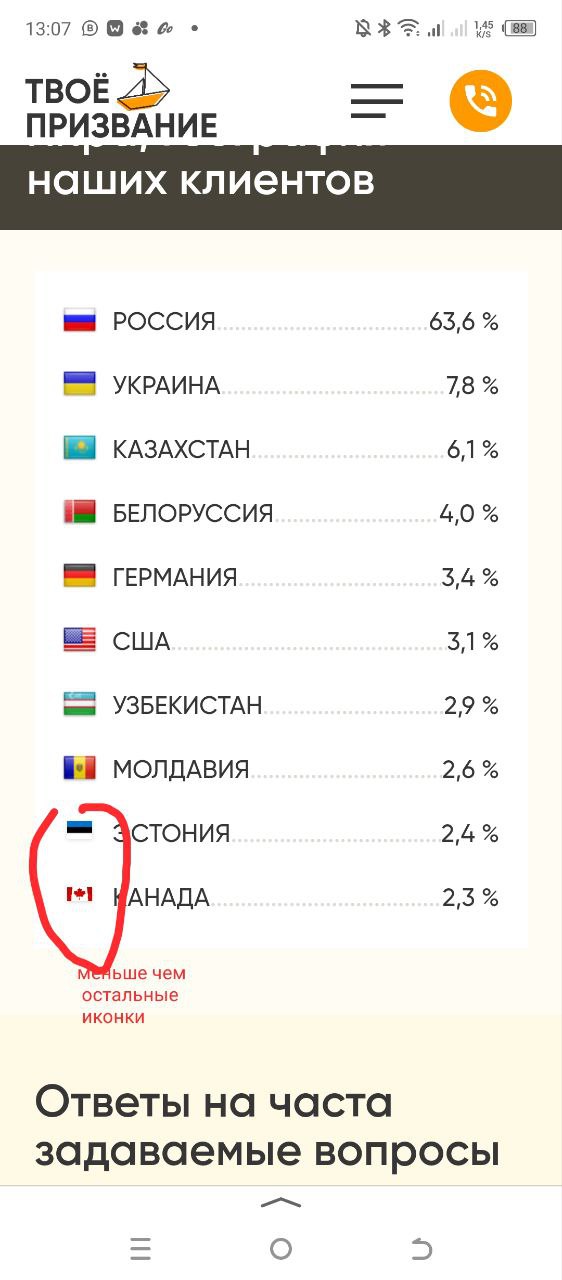 13:07
1,45
K/S
88
ТВОЁ
ПРИЗВАНИЕ
наших клиентов
РОССИЯ 63,6 %
УКРАИНА 7,8 %
КАЗАХСТАН 6,1 %
БЕЛОРУССИЯ 4,0 %
ГЕРМАНИЯ 3,4 %
США 3,1 %
УЗБЕКИСТАН 2,9 %
МОЛДАВИЯ 2,6 %
ЭСТОНИЯ 2,4 %
КАНАДА 2,3 %
меньше чем
остальные
иконки
Ответы на часта
задаваемые вопросы